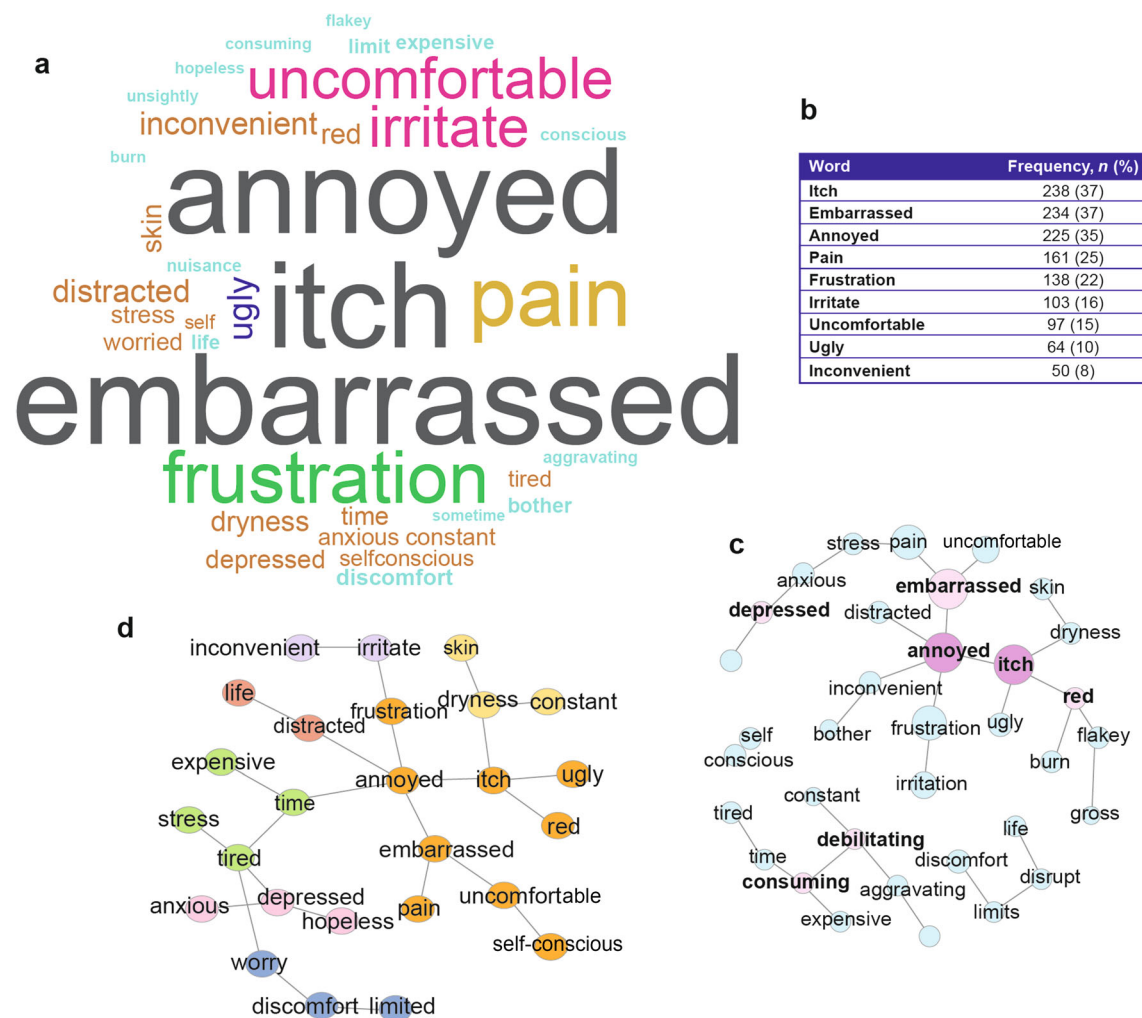 a
flakey
consuming limit expensive
hopeless uncomfortable
unsightly
inconvenient red irritate conscious
burn
annoyed
skin
nuisance
distracted ugly itch pain
stress self
worried life
embarrassed
frustration aggravating
tired
bother
dryness time sometime
anxious constant
depressed selfconscious
discomfort
b
Word Frequency, n (%)
Itch 238 (37)
Embarrassed 234 (37)
Annoyed 225 (35)
Pain 161 (25)
Frustration 138 (22)
Irritate 103 (16)
Uncomfortable 97 (15)
Ugly 64 (10)
Inconvenient 50 (8)
c
stress pain uncomfortable
anxious embarrassed skin
depressed distracted
dryness
annoyed itch
inconvenient red
bother frustration ugly flakey
self
conscious burn
irritation
constant gross
tired life
debilitating
time discomfort
consuming aggravating disrupt
expensive limits
d
inconvenient irritate skin
life dryness constant
distracted frustration
expensive annoyed itch ugly
time
stress red
tired embarrassed
anxious depressed uncomfortable
hopeless pain
self-conscious
worry
discomfort limited